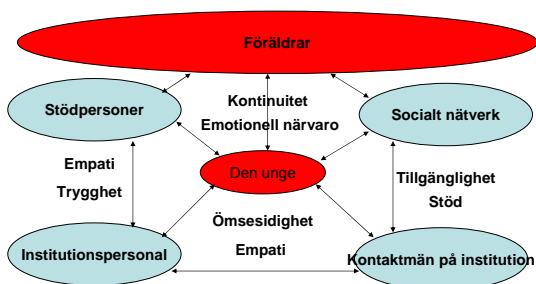 Föräldrar
Stödpersoner
Kontinuitet
Emotionell närvaro
Socialt nätverk
Empati
Trygghet
Den unge
Tillgänglighet
Stöd
Ömsesidighet
Empati
Institutionspersonal
Kontaktmän på institution